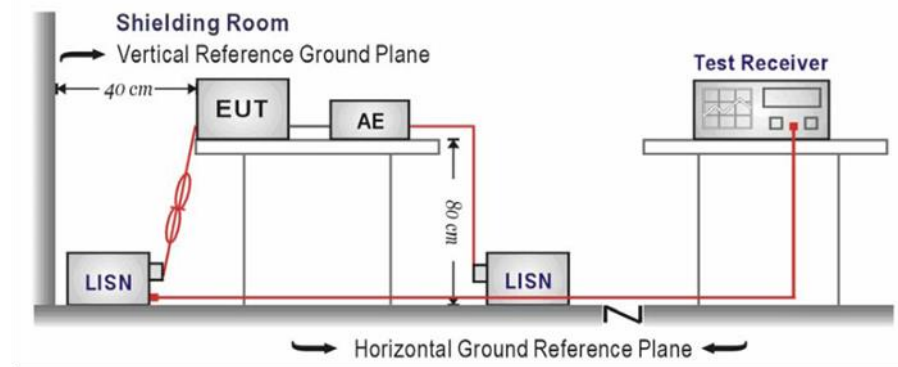 Shielding Room
Vertical Reference Ground Plane
Test Receiver
40 cm
EUT
AE
80 cm
LISN
LISN
Horizontal Ground Reference Plane